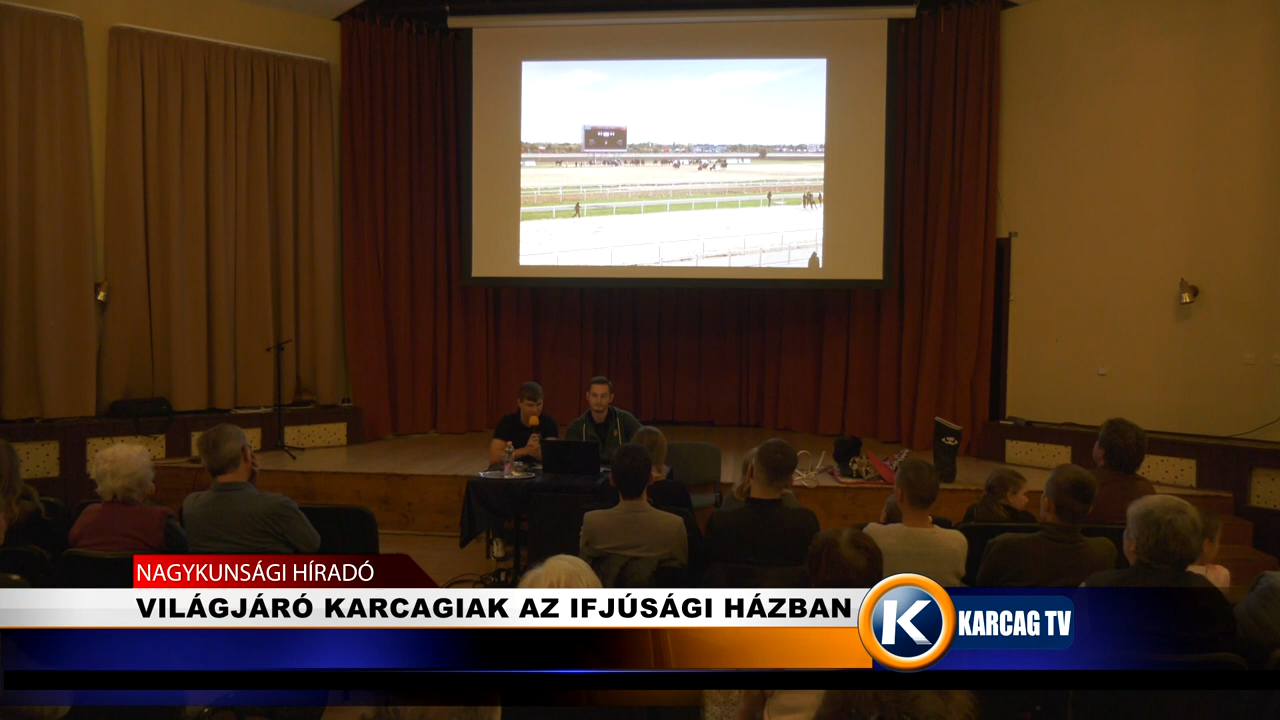 NAGYKUNSÁGI HÍRADÓ
VILÁGJÁRÓ KARCAGIAK AZ IFJÚSÁGI HÁZBAN
K KARCAG TV